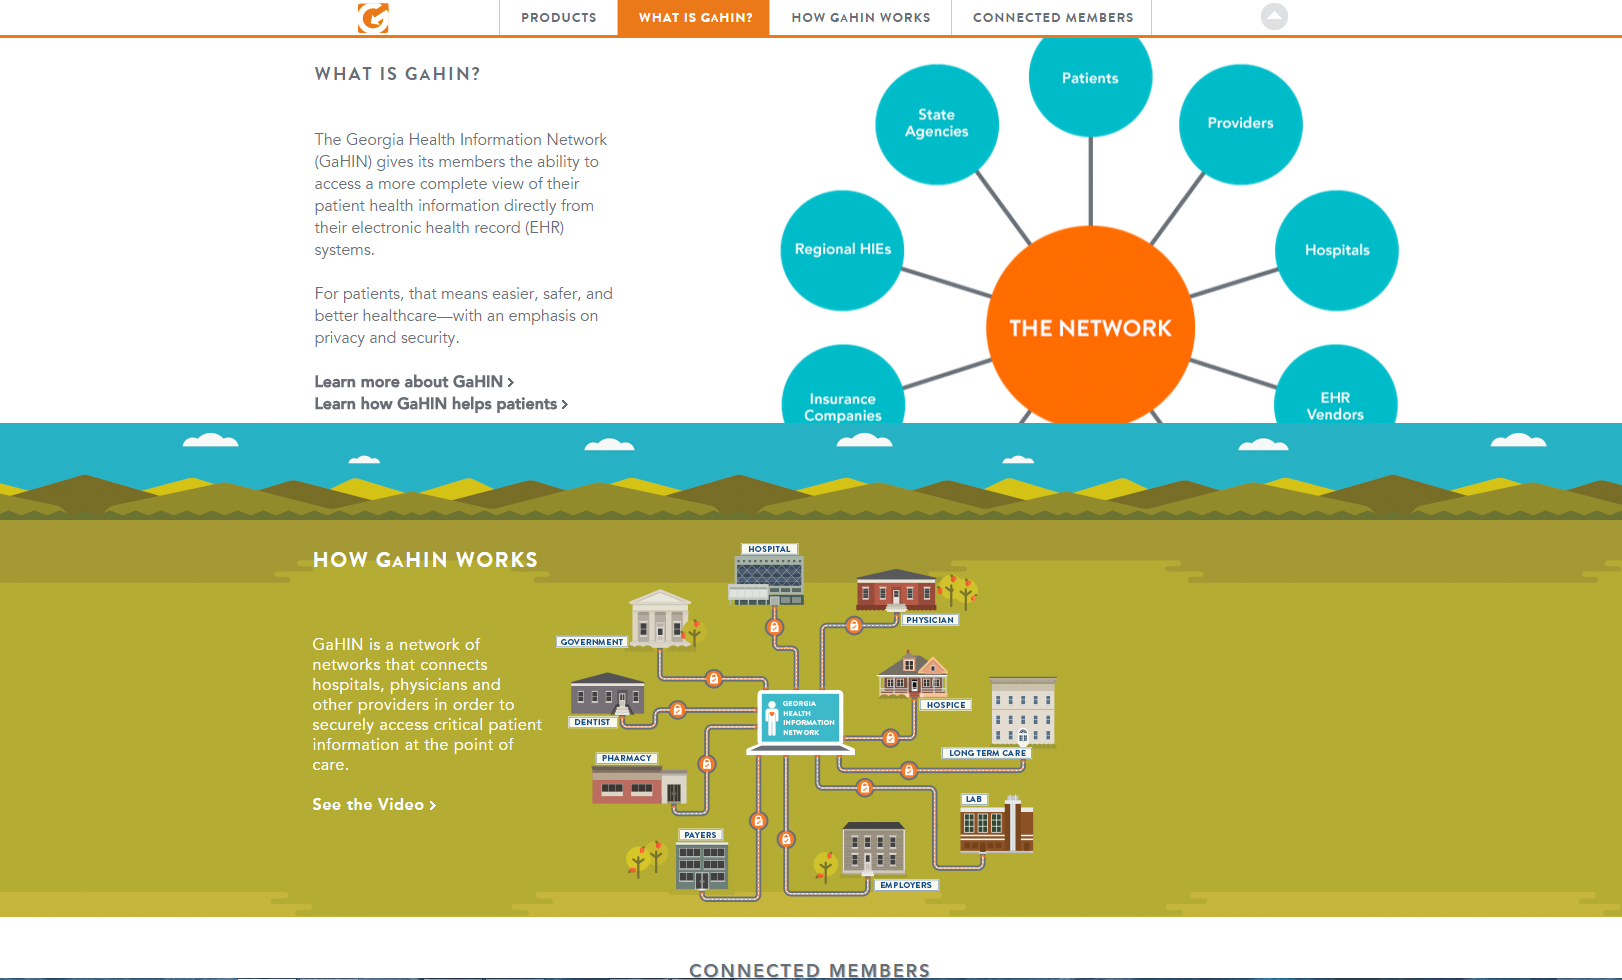 PRODUCTS
WHAT IS GAHIN?
HOW GAHIN WORKS
CONNECTED MEMBERS
WHAT IS GAHIN?
The Georgia Health Information Network
(GaHIN) gives its members the ability to
access a more complete view of their
patient health information directly from
their electronic health record (EHR)
systems.
For patients, that means easier, safer, and
better healthcare—with an emphasis on
privacy and security.
Learn more about GaHIN >
Learn how GaHIN helps patients >
Patients
State
Agencies
Providers
Regional HIEs
Hospitals
THE NETWORK
Insurance
Companies
EHR
Vendors
HOW GAHIN WORKS
GaHIN is a network of
networks that connects
hospitals, physicians and
other providers in order to
securely access critical patient
information at the point of
care.
See the Video >
HOSPITAL
PHYSICIAN
GOVERNMENT
HOSPICE
DENTIST
GEORGIA
HEALTH
INFORMATION
NETWORK
LONG TERM CARE
PHARMACY
LAB
PAYERS
EMPLOYERS
CONNECTED MEMBERS